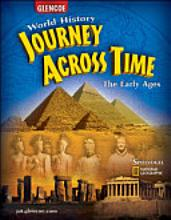 GLENCOE
World History
JOURNEY
ACROSS TIME
The Early Ages
NATIONAL
GEOGRAPHIC